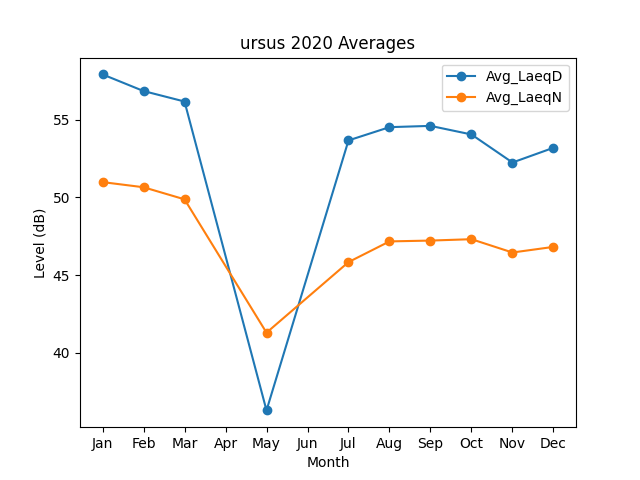 ursus 2020 Averages
Avg_LaeqD
Avg_LaeqN
55
50
45
40
Level (dB)
Jan Feb Mar Apr May Jun Jul Aug Sep Oct Nov Dec
Month